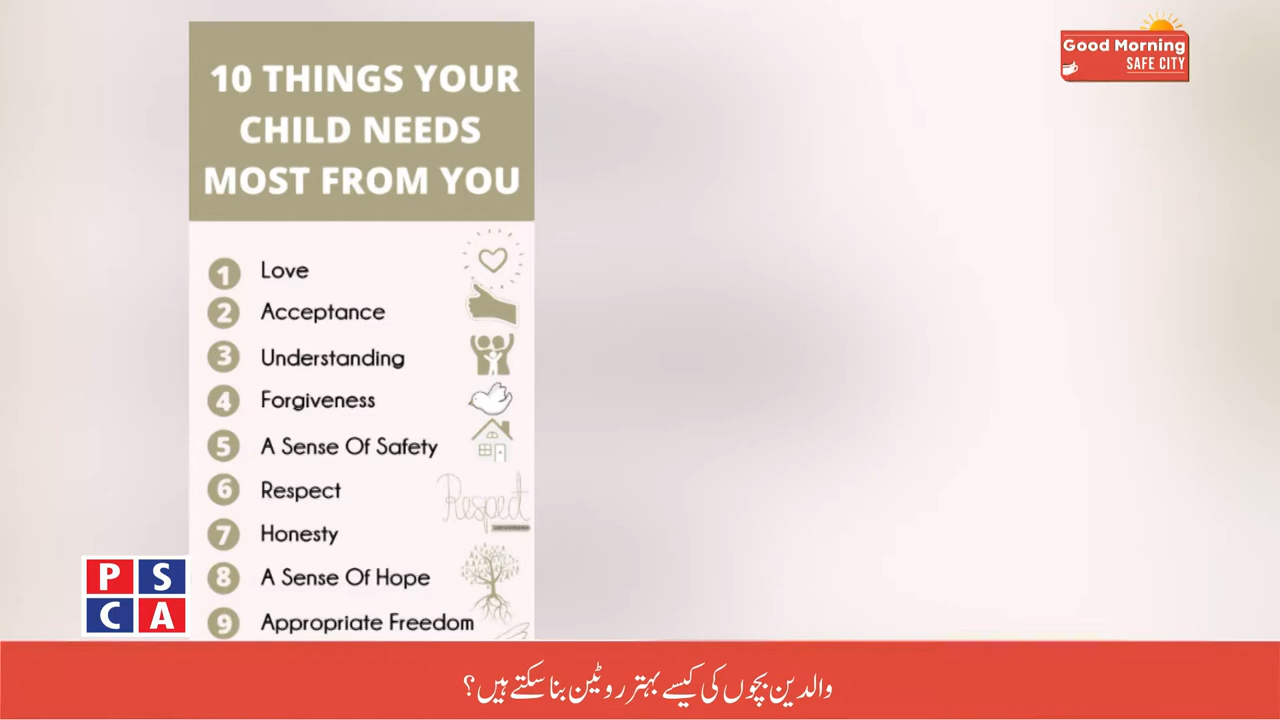 10 THINGS YOUR
CHILD NEEDS
MOST FROM YOU
Good Morning
SAFE CITY
1 Love
2 Acceptance
3 Understanding
4 Forgiveness
5 A Sense Of Safety
6 Respect
Respect
7 Honesty
8 A Sense Of Hope
9 Appropriate Freedom
P S
C A
والدین بچوں کی کیسے بہتر روٹین بنا سکتے ہیں؟